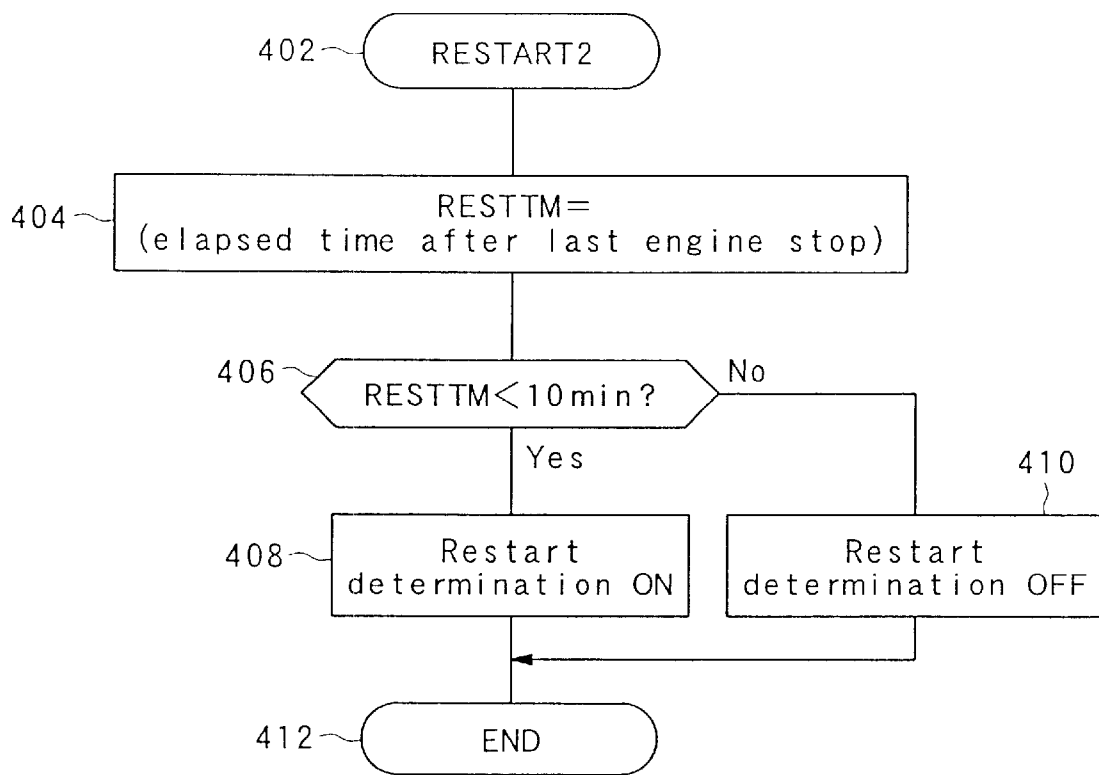 402
RESTART2
404
RESTTM=
(elapsed time after last engine stop)
406
RESTTM<10min?
No
Yes
410
408
Restart
determination ON
Restart
determination OFF
412
END